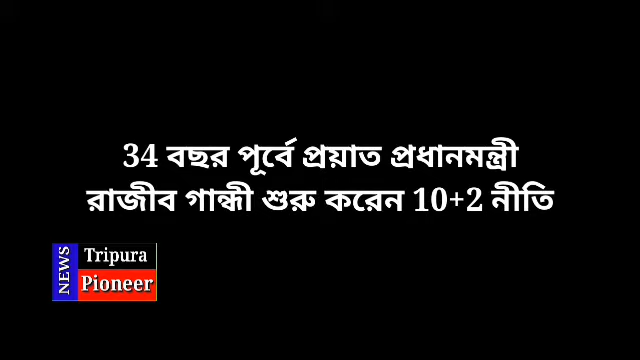 34 বছর পূর্বে প্রয়াত প্রধানমন্ত্রী
রাজীব গান্ধী শুরু করেন 10+2 নীতি
NEWS
Tripura
Pioneer